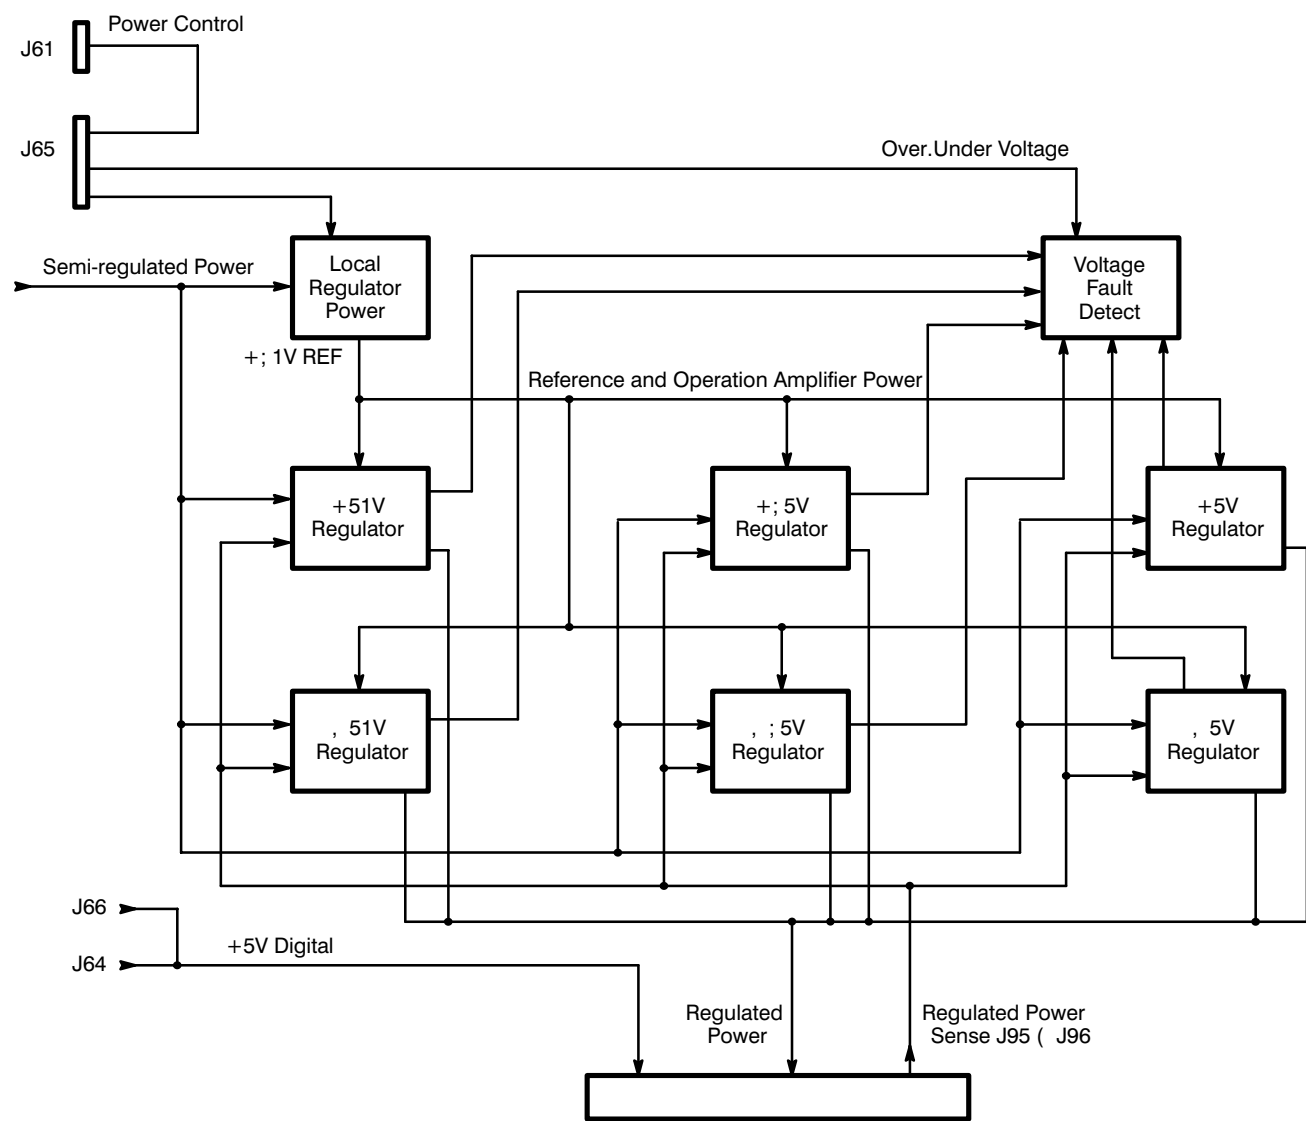 Power Control
J61
J65
Over.Under Voltage
Semi-regulated Power
Local
Regulator
Power
Voltage
Fault
Detect
+; 1V REF
Reference and Operation Amplifier Power
+51V
Regulator
+; 5V
Regulator
+5V
Regulator
, 51V
Regulator
, ; 5V
Regulator
, 5V
Regulator
J66
+5V Digital
J64
Regulated
Power
Regulated Power
Sense J95 ( J96